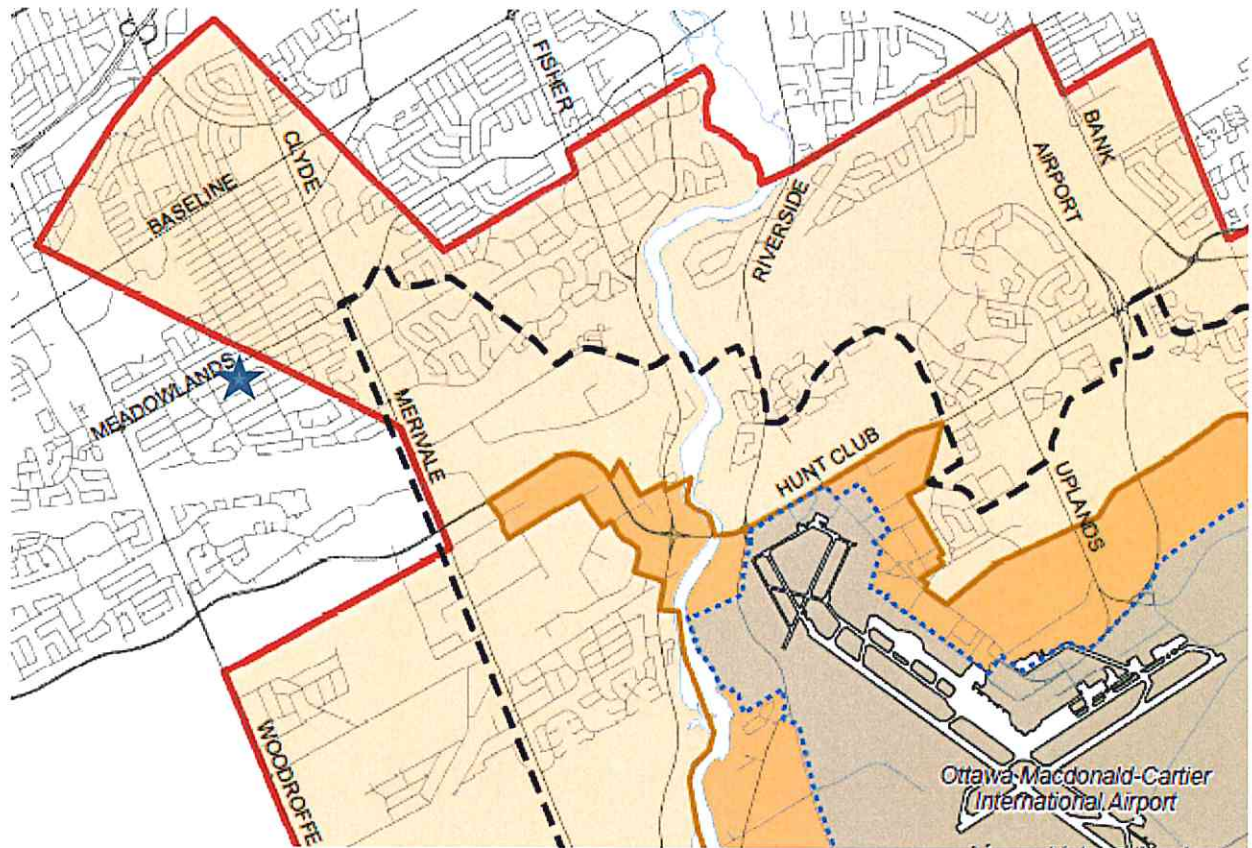 FISHER
BANK
CLYDE
AIRPORT
BASELINE
RIVERSIDE
MEADOWLANDS
MERIVALE
HUNT CLUB
UPLANDS
WOODROFFE
Ottawa Macdonald-Cartier
International Airport